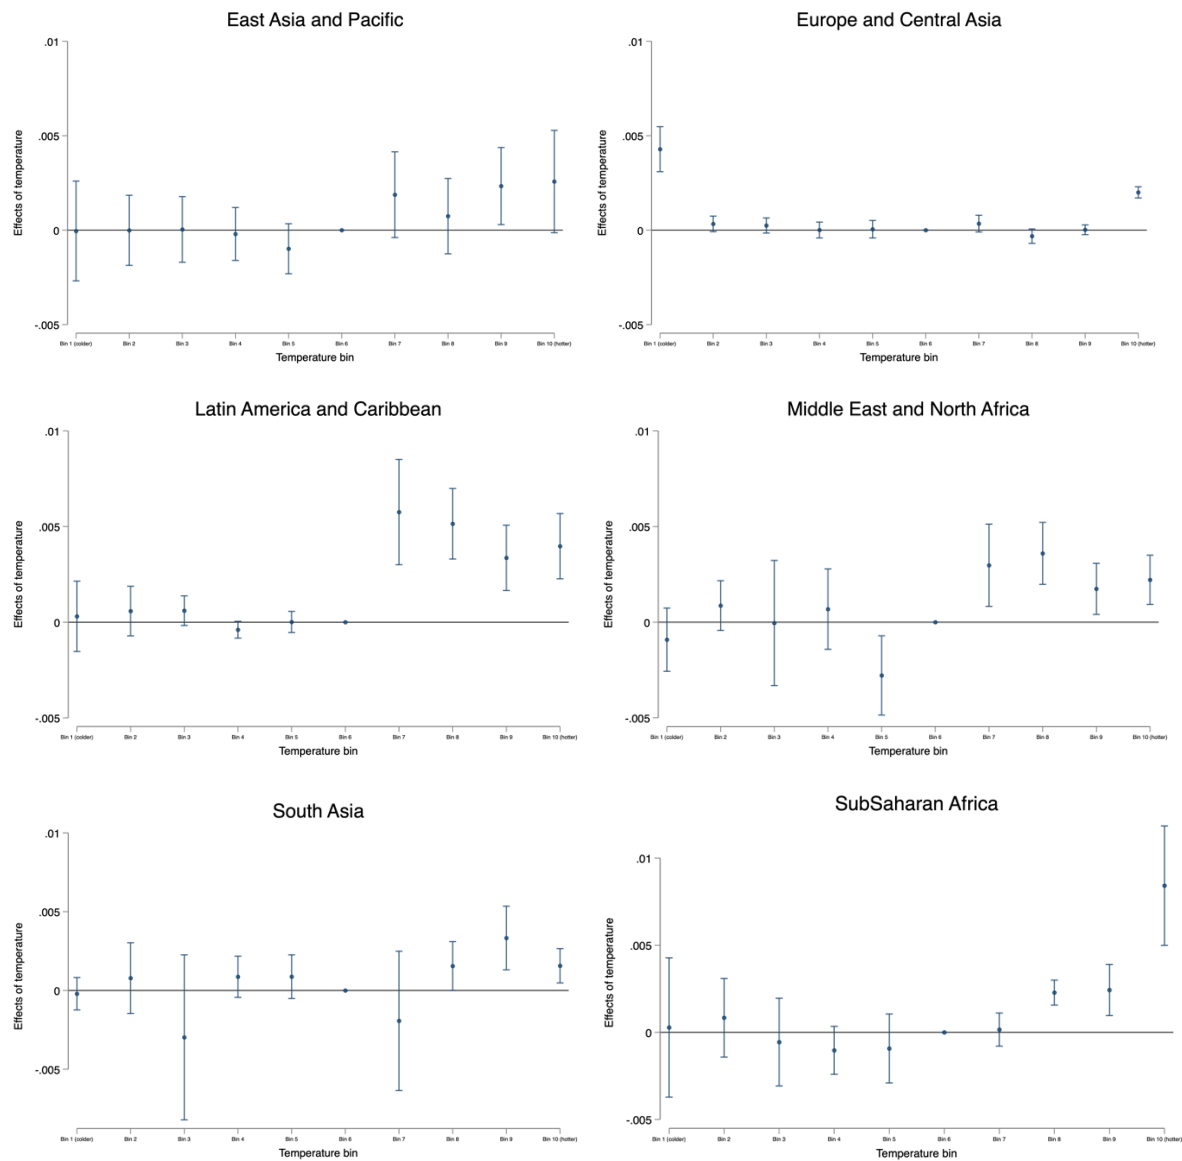 East Asia and Pacific
.01
.005
0
-.005
Effects of temperature
Bin 1 (colder) Bin 2 Bin 3 Bin 4 Bin 5 Bin 6 Bin 7 Bin 8 Bin 9 Bin 10 (hotter)
Temperature bin
Europe and Central Asia
.01
.005
0
-.005
Effects of temperature
Bin 1 (colder) Bin 2 Bin 3 Bin 4 Bin 5 Bin 6 Bin 7 Bin 8 Bin 9 Bin 10 (hotter)
Temperature bin
Latin America and Caribbean
.01
.005
0
-.005
Effects of temperature
Bin 1 (colder) Bin 2 Bin 3 Bin 4 Bin 5 Bin 6 Bin 7 Bin 8 Bin 9 Bin 10 (hotter)
Temperature bin
Middle East and North Africa
.01
.005
0
-.005
Effects of temperature
Bin 1 (colder) Bin 2 Bin 3 Bin 4 Bin 5 Bin 6 Bin 7 Bin 8 Bin 9 Bin 10 (hotter)
Temperature bin
South Asia
.01
.005
0
-.005
Effects of temperature
Bin 1 (colder) Bin 2 Bin 3 Bin 4 Bin 5 Bin 6 Bin 7 Bin 8 Bin 9 Bin 10 (hotter)
Temperature bin
SubSaharan Africa
.01
.005
0
-.005
Effects of temperature
Bin 1 (colder) Bin 2 Bin 3 Bin 4 Bin 5 Bin 6 Bin 7 Bin 8 Bin 9 Bin 10 (hotter)
Temperature bin